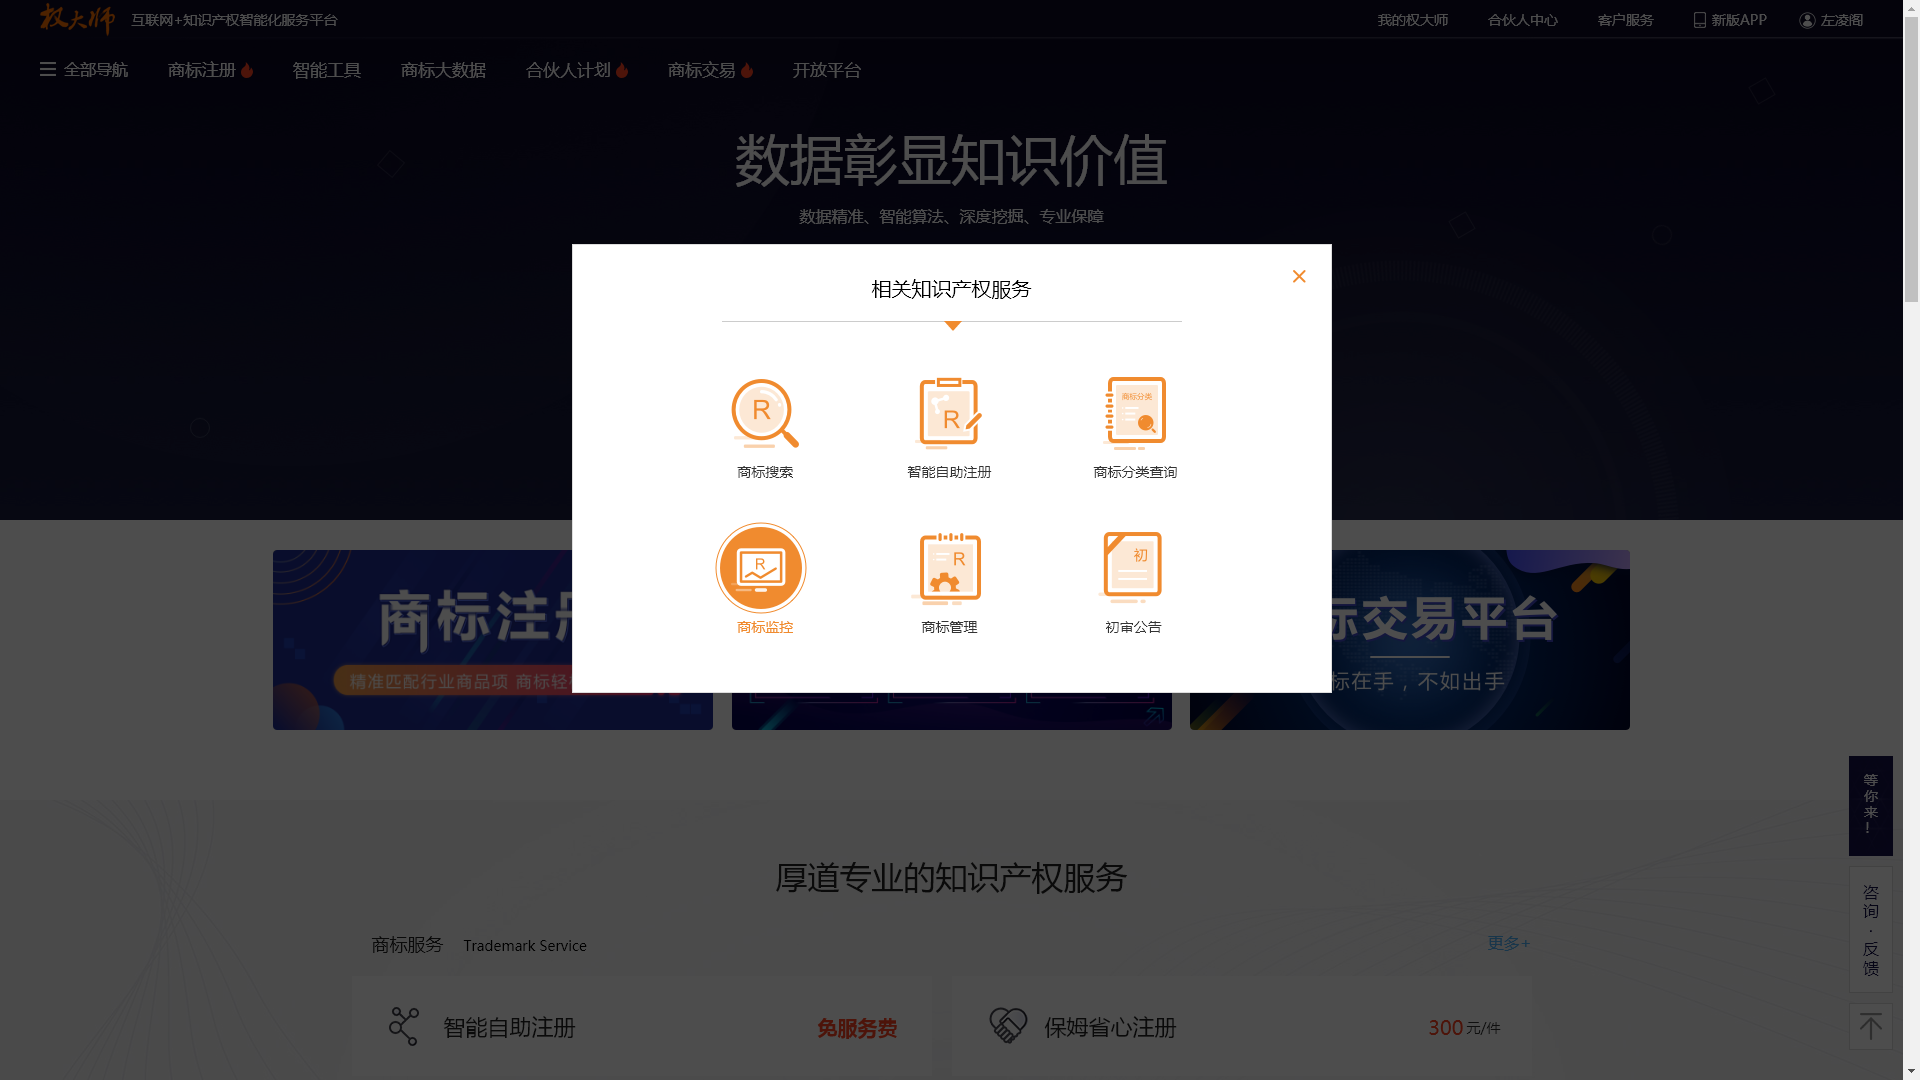 权大师
互联网+知识产权智能化服务平台
我的权大师
合伙人中心
客户服务
新版APP
左凌阁
全部导航
商标注册
智能工具
商标大数据
合伙人计划
商标交易
开放平台
数据彰显知识价值
数据精准、智能算法、深度挖掘、专业保障
相关知识产权服务
R
商标搜索
R
智能自助注册
商标分类
商标分类查询
R
商标监控
R
商标管理
初
初审公告
商标注册
精准匹配行业商品项 商标轻
标交易平台
标在手，不如出手
等你来!
咨询·反馈
厚道专业的知识产权服务
商标服务 Trademark Service
更多+
智能自助注册
免服务费
保姆省心注册
300元/件